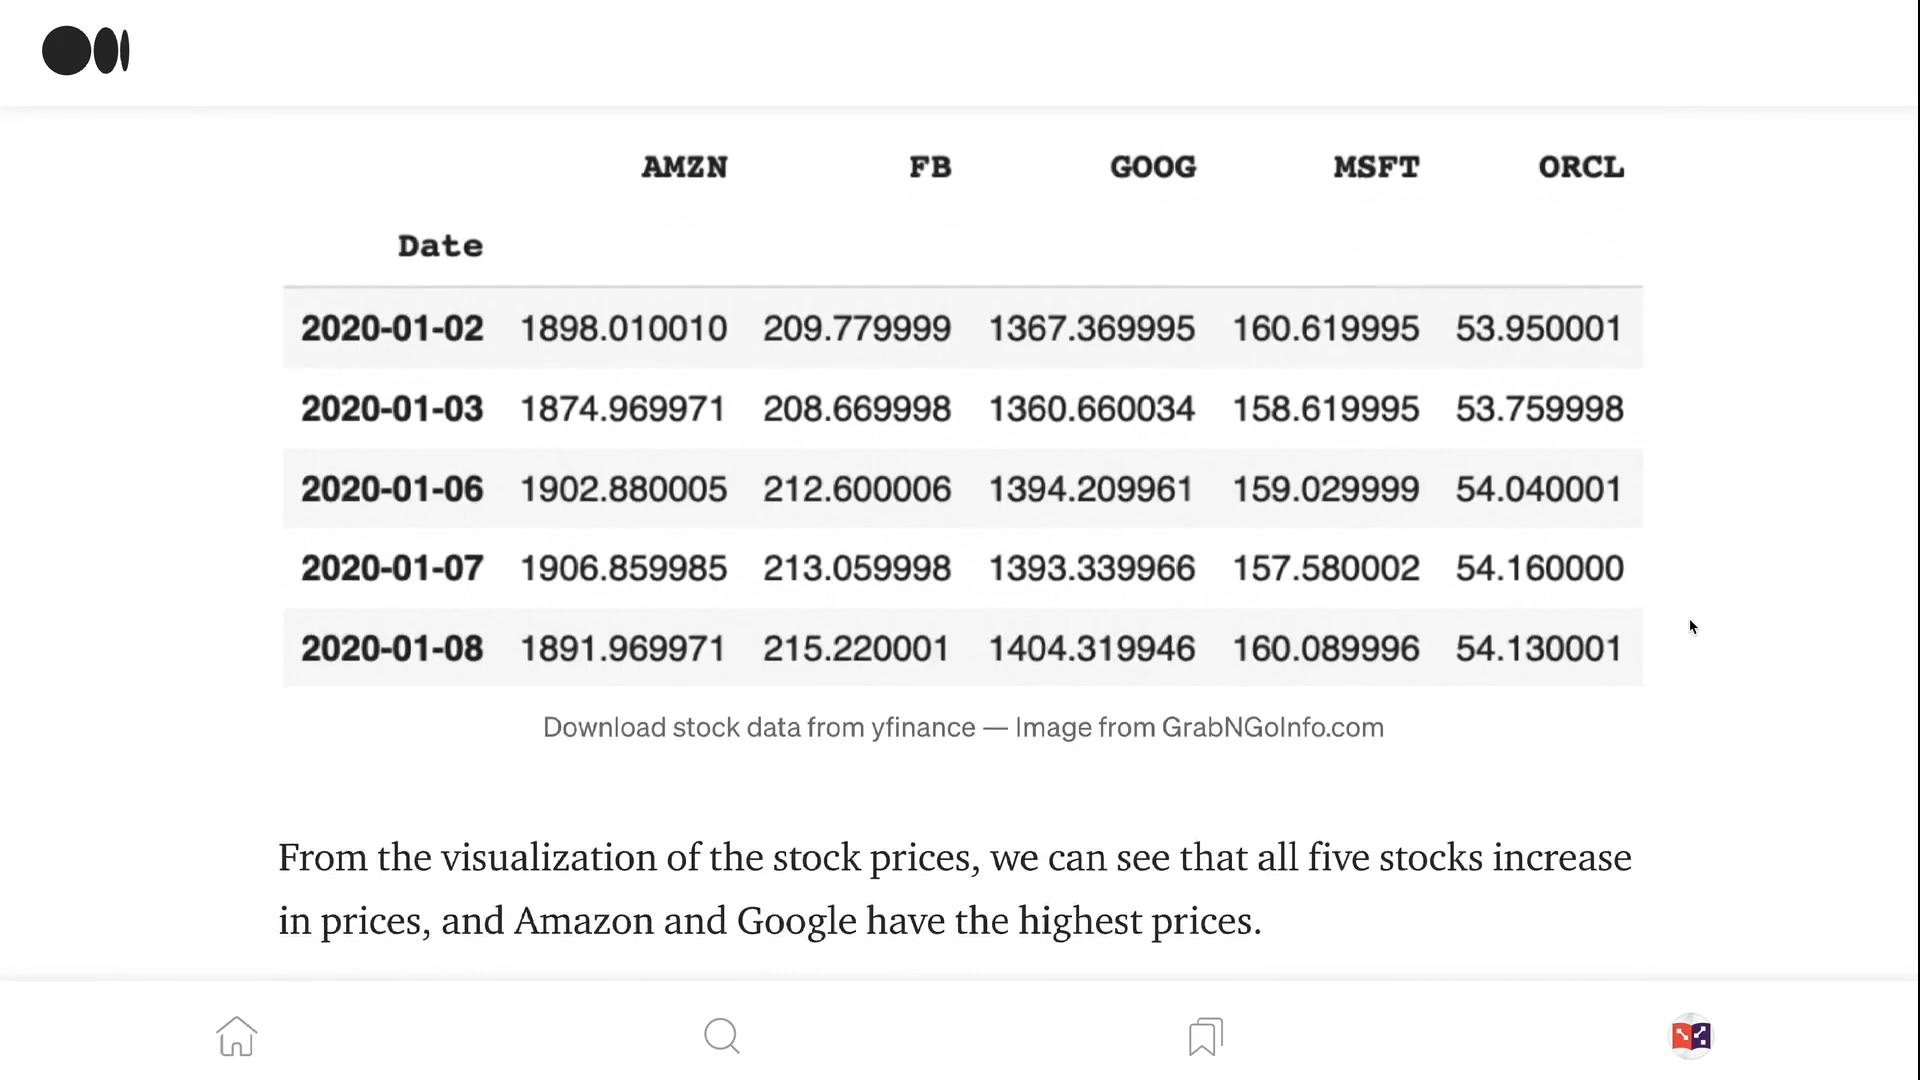 AMZN FB GOOG MSFT ORCL
Date
2020-01-02 1898.010010 209.779999 1367.369995 160.619995 53.950001
2020-01-03 1874.969971 208.669998 1360.660034 158.619995 53.759998
2020-01-06 1902.880005 212.600006 1394.209961 159.029999 54.040001
2020-01-07 1906.859985 213.059998 1393.339966 157.580002 54.160000
2020-01-08 1891.969971 215.220001 1404.319946 160.089996 54.130001
Download stock data from yfinance — Image from GrabNGoInfo.com
From the visualization of the stock prices, we can see that all five stocks increase
in prices, and Amazon and Google have the highest prices.